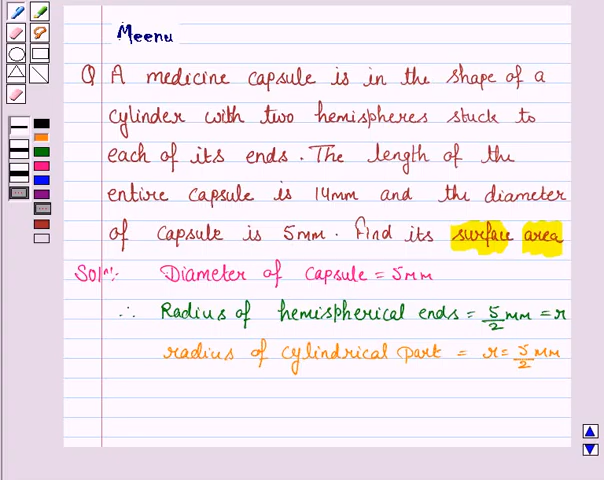 Meenu
Q A medicine capsule is in the shape of a
cylinder with two hemispheres stuck to
each of its ends. The length of the
entire capsule is 14mm and the diameter
of capsule is 5mm. Find its surface area
Solⁿ: Diameter of capsule = 5mm
∴ Radius of hemispherical ends = 5/2 mm = r
radius of cylindrical part = r = 5/2 mm